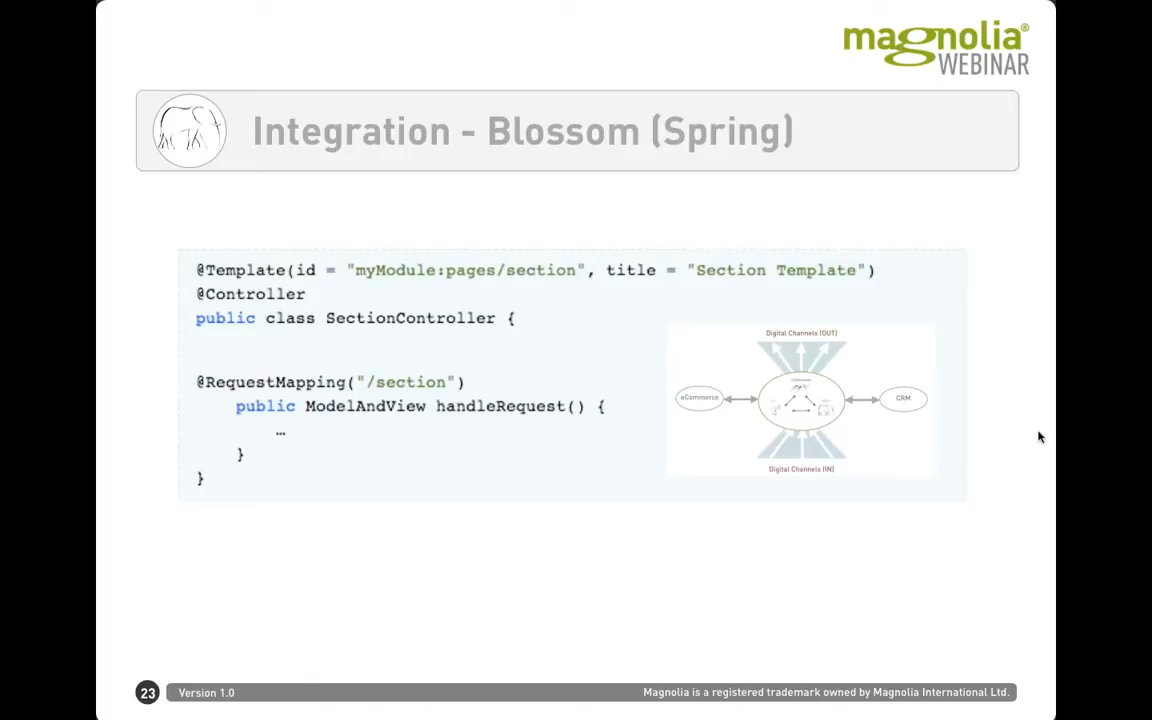 magnolia®
WEBINAR
Integration - Blossom (Spring)
@Template(id = "myModule:pages/section", title = "Section Template")
@Controller
public class SectionController {
@RequestMapping("/section")
public ModelAndView handleRequest() {
…
}
}
Digital Channels (OUT)
eCommerce
CRM
Digital Channels (IN)
23
Version 1.0
Magnolia is a registered trademark owned by Magnolia International Ltd.